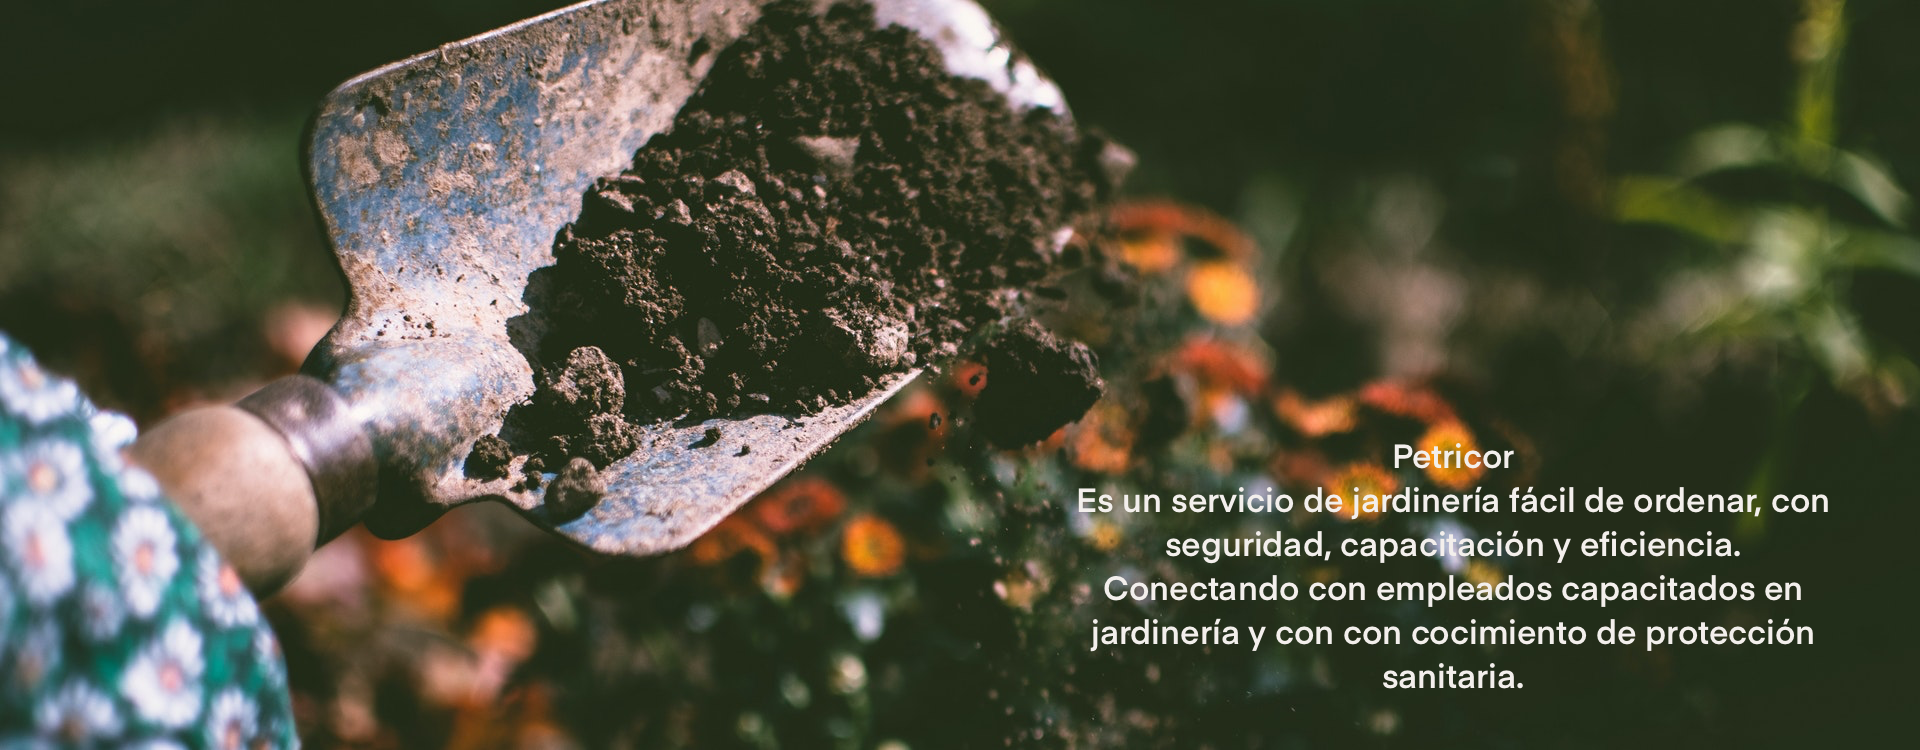 Petricor
Es un servicio de jardinería fácil de ordenar, con
seguridad, capacitación y eficiencia.
Conectando con empleados capacitados en
jardinería y con con cocimiento de protección
sanitaria.